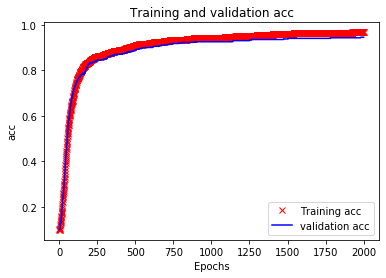 Training and validation acc
acc
1.0
0.8
0.6
0.4
0.2
Training acc
validation acc
0 250 500 750 1000 1250 1500 1750 2000
Epochs